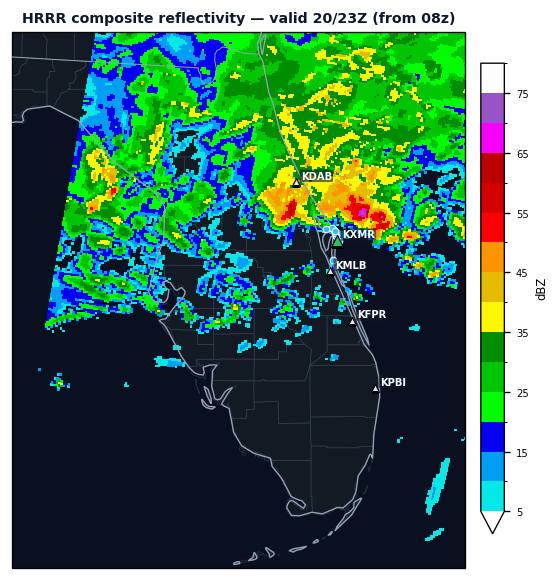 HRRR composite reflectivity — valid 20/23Z (from 08z)
KDAB
KXMR
KMLB
KFPR
KPBI
75
65
55
45
35
25
15
5
dBZ